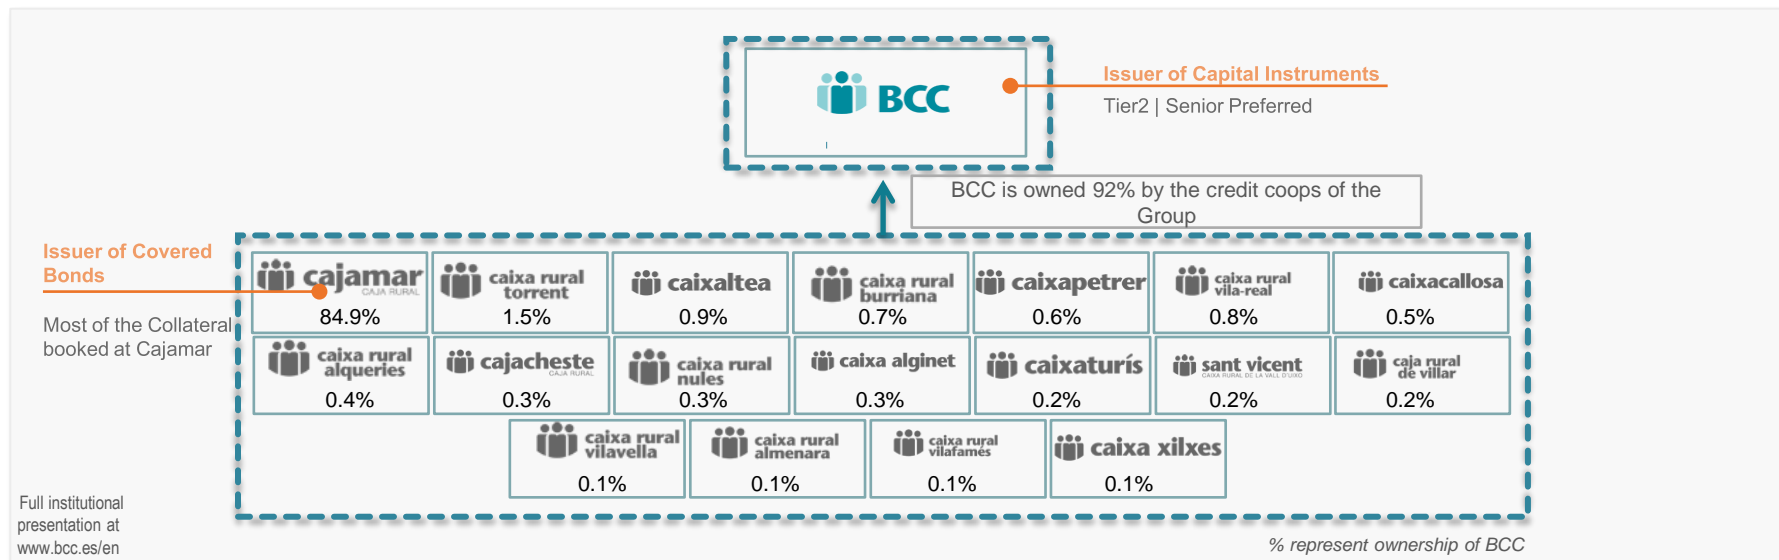 BCC
Issuer of Capital Instruments
Tier2 | Senior Preferred
BCC is owned 92% by the credit coops of the
Group
Issuer of Covered
Bonds
Most of the Collateral
booked at Cajamar
cajamar
CAJA RURAL
84.9%
caixa rural
torrent
1.5%
caixaltea
0.9%
caixa rural
burriana
0.7%
caixapetrer
0.6%
caixa rural
vila-real
0.8%
caixacallosa
0.5%
caixa rural
alqueries
0.4%
cajacheste
CAJA RURAL
0.3%
caixa rural
nules
0.3%
caixa alginet
0.3%
caixaturís
0.2%
sant vicent
CAIXA RURAL DE LA VALL D'UIXO
0.2%
caja rural
de villar
0.2%
caixa rural
vilavella
0.1%
caixa rural
almenara
0.1%
caixa rural
vilafamés
0.1%
caixa xilxes
0.1%
Full institutional
presentation at
www.bcc.es/en
% represent ownership of BCC